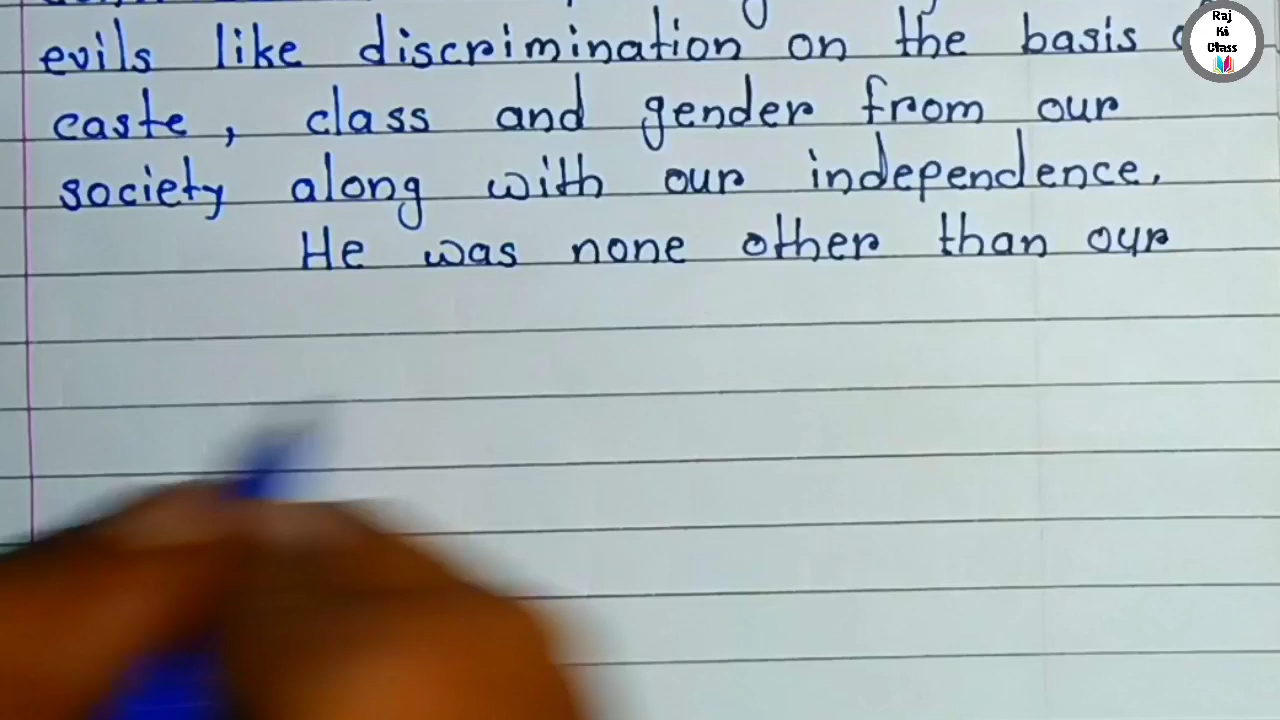 evils like discrimination on the basis
caste, class and gender from our
society along with our independence.
He was none other than our
Raj
Ki
Class